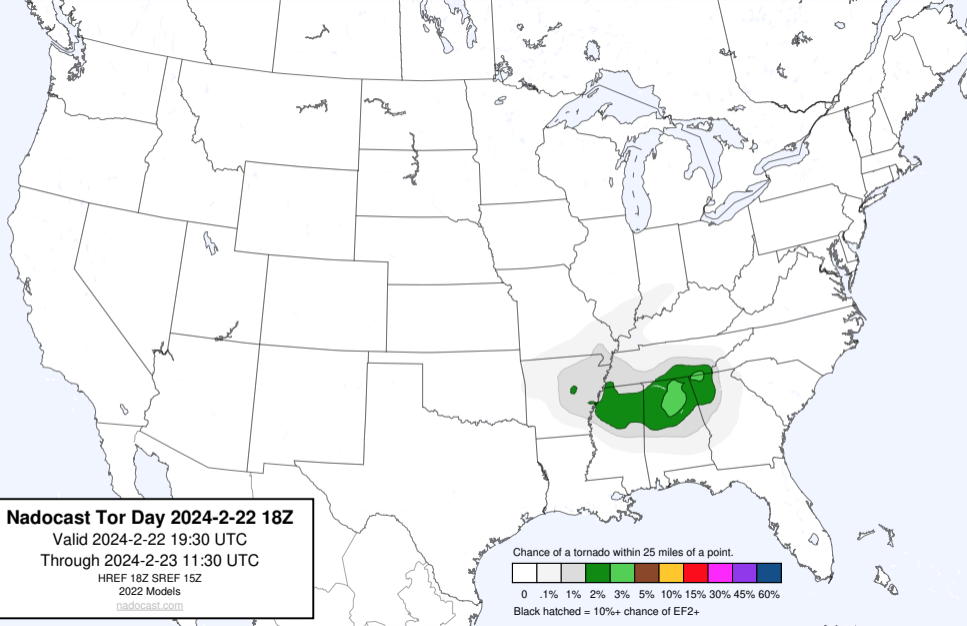 Nadocast Tor Day 2024-2-22 18Z
Valid 2024-2-22 19:30 UTC
Through 2024-2-23 11:30 UTC
HREF 18Z SREF 15Z
2022 Models
nadocast.com
Chance of a tornado within 25 miles of a point.
0 .1% 1% 2% 3% 5% 10% 15% 30% 45% 60%
Black hatched = 10%+ chance of EF2+